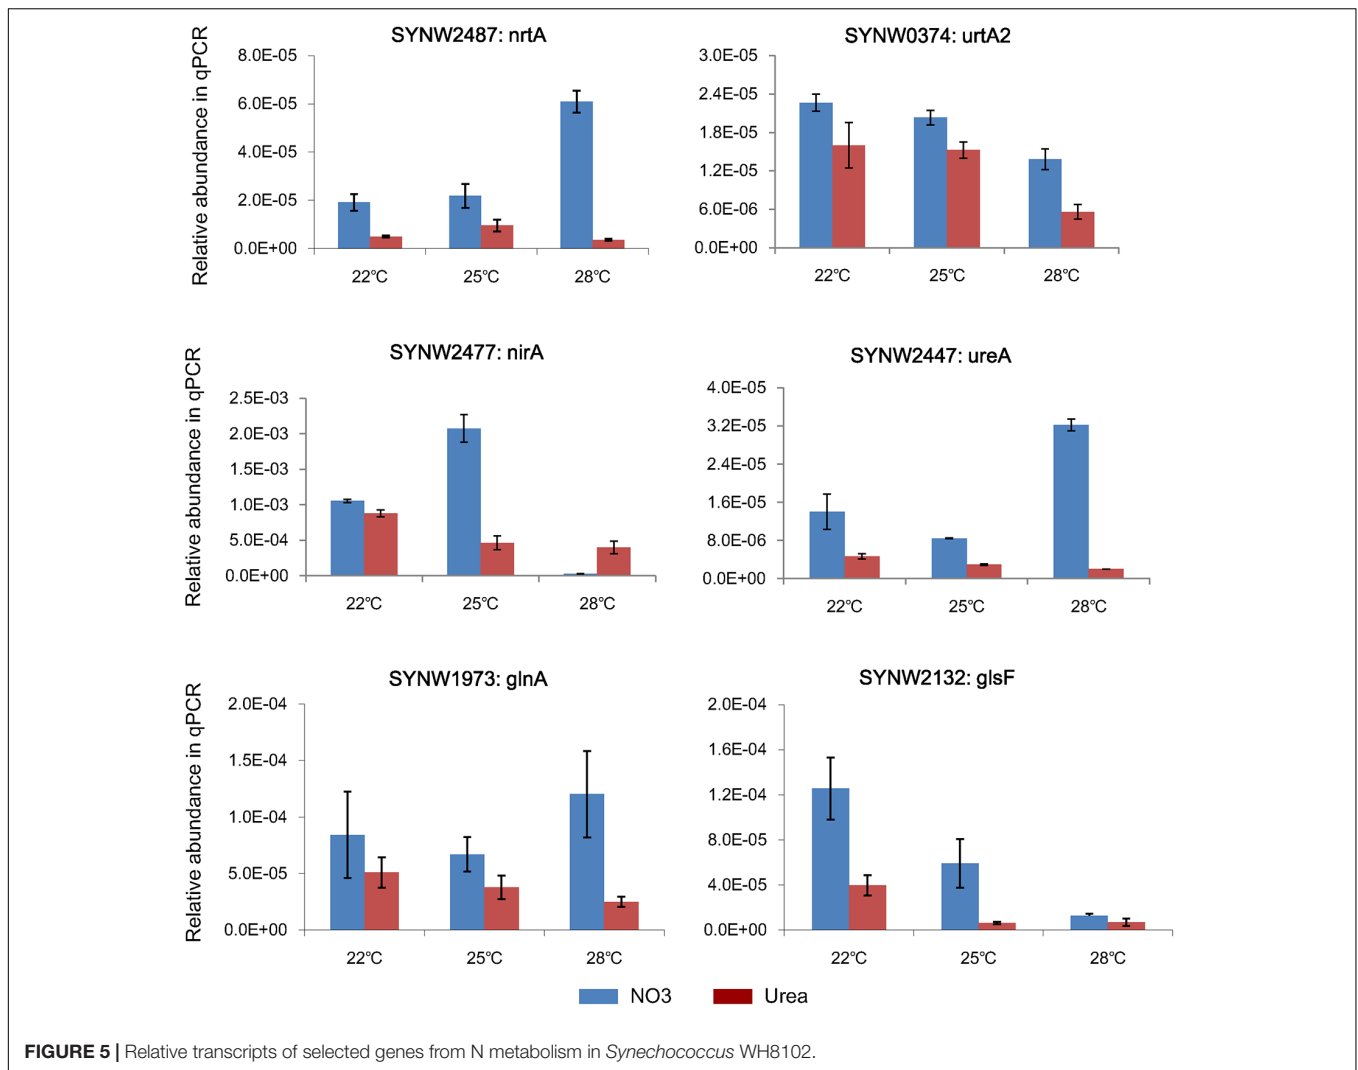 SYNW2487: nrtA
Relative abundance in qPCR
8.0E-05
6.0E-05
4.0E-05
2.0E-05
0.0E+00
22°C 25°C 28°C
SYNW0374: urtA2
3.0E-05
2.4E-05
1.8E-05
1.2E-05
6.0E-06
0.0E+00
22°C 25°C 28°C
SYNW2477: nirA
Relative abundance in qPCR
2.5E-03
2.0E-03
1.5E-03
1.0E-03
5.0E-04
0.0E+00
22°C 25°C 28°C
SYNW2447: ureA
4.0E-05
3.2E-05
2.4E-05
1.6E-05
8.0E-06
0.0E+00
22°C 25°C 28°C
SYNW1973: glnA
Relative abundance in qPCR
2.0E-04
1.5E-04
1.0E-04
5.0E-05
0.0E+00
22°C 25°C 28°C
SYNW2132: glsF
2.0E-04
1.6E-04
1.2E-04
8.0E-05
4.0E-05
0.0E+00
22°C 25°C 28°C
NO3 Urea
FIGURE 5 | Relative transcripts of selected genes from N metabolism in Synechococcus WH8102.